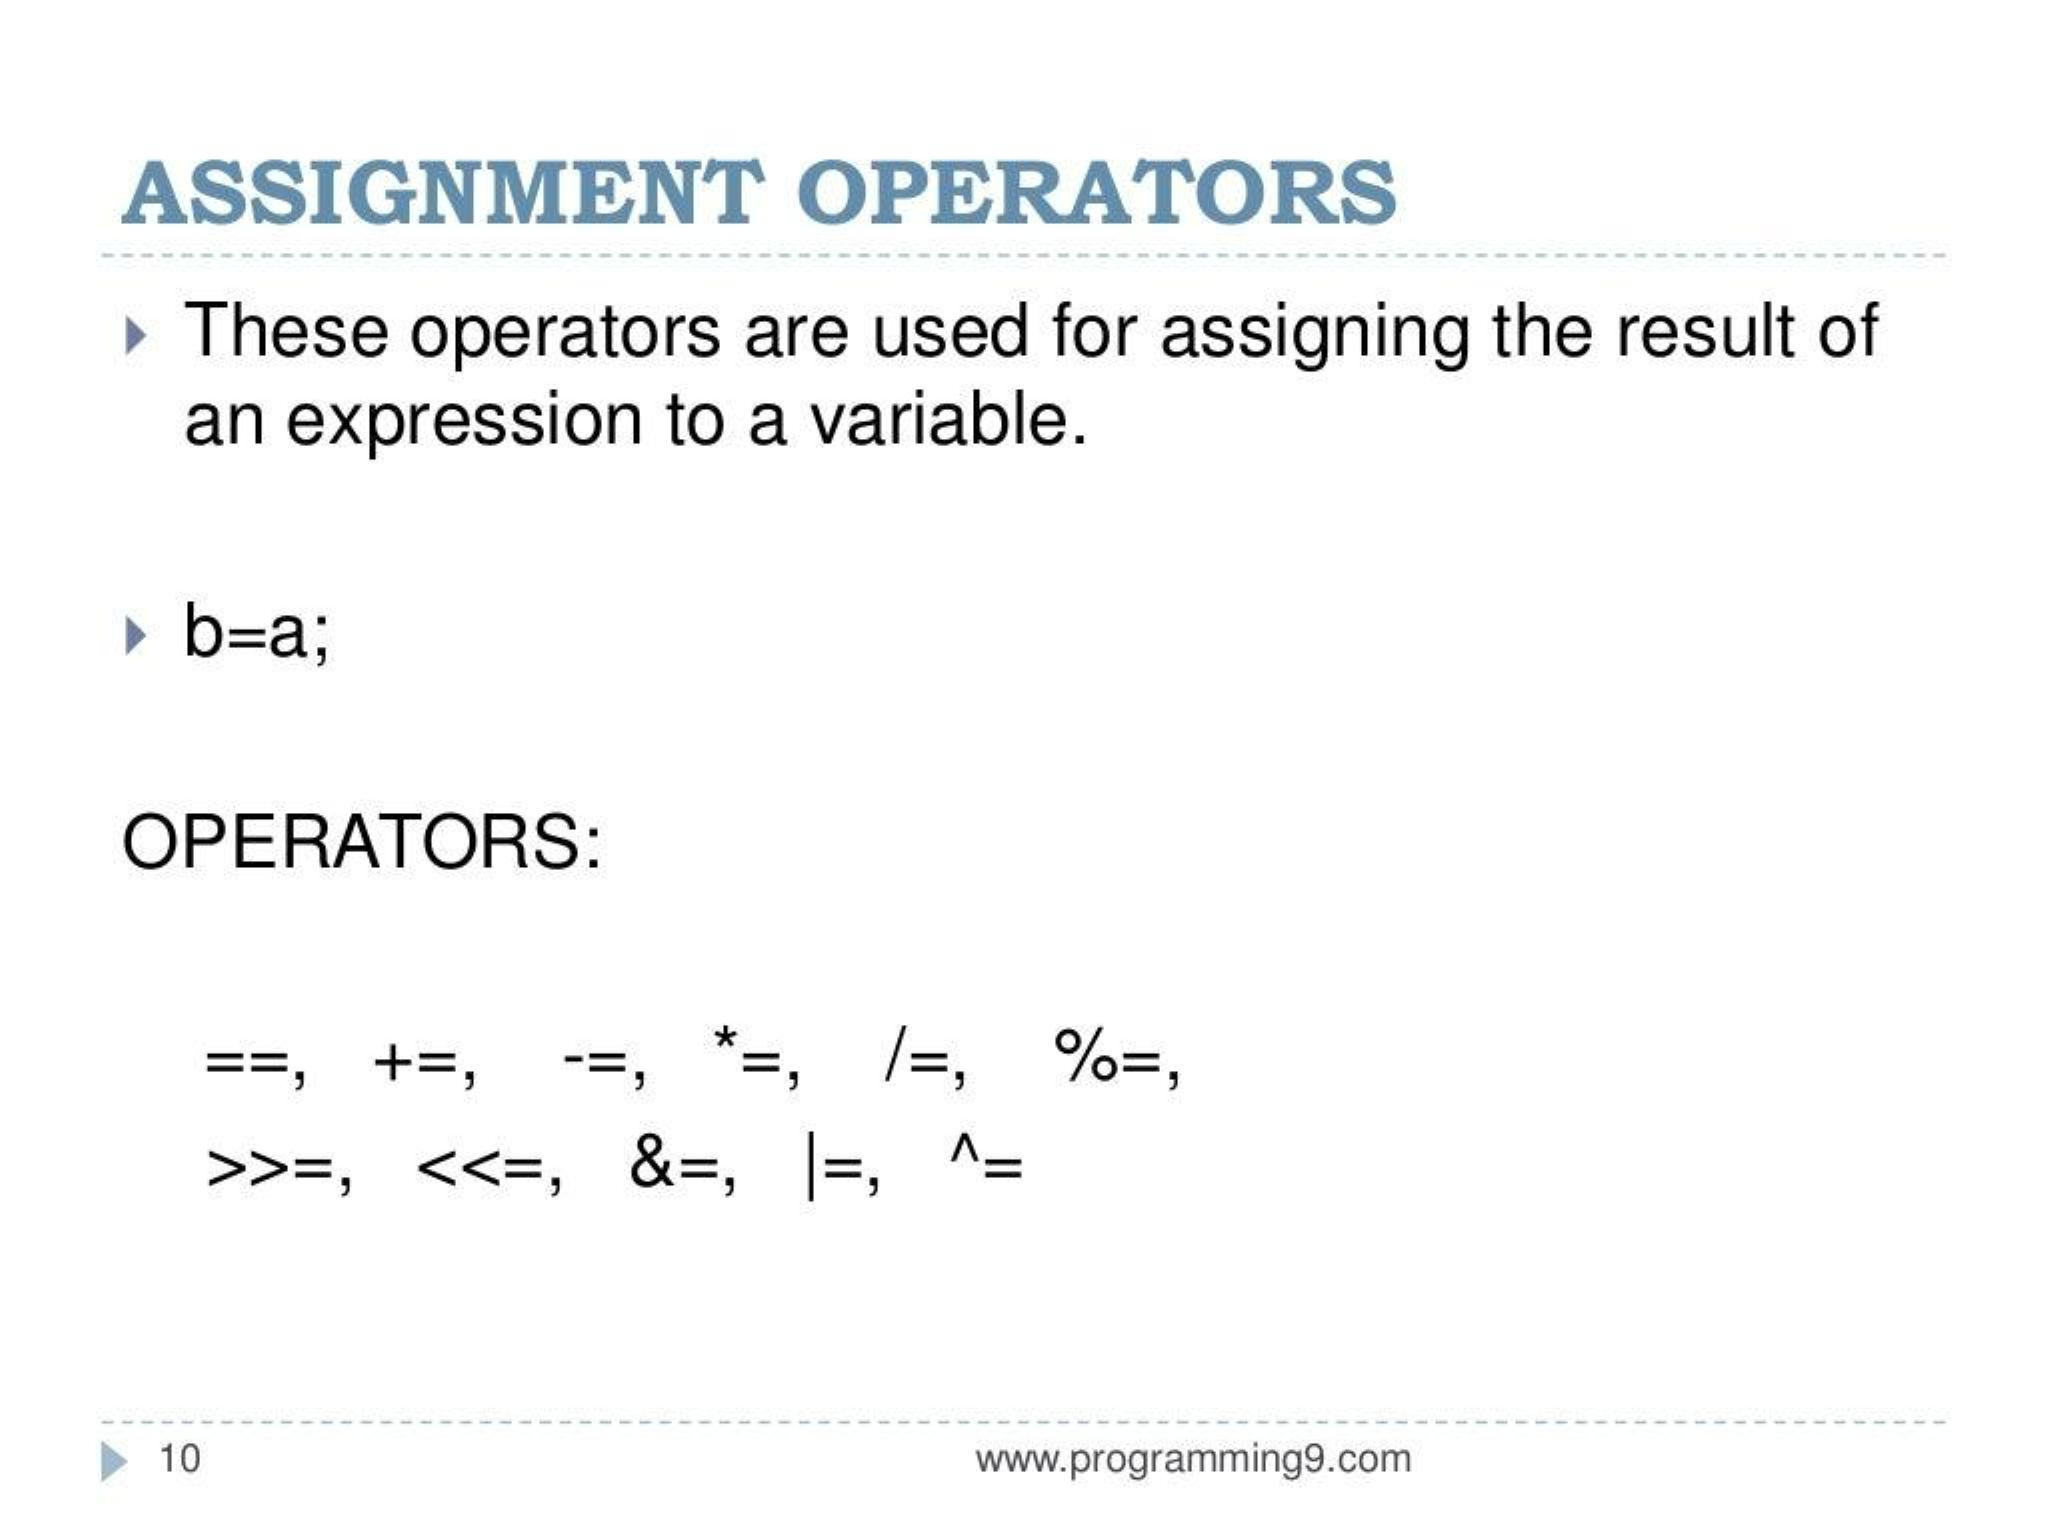 ASSIGNMENT OPERATORS
These operators are used for assigning the result of
an expression to a variable.
b=a;
OPERATORS:
==, +=, -=, *=, /=, %=,
>>=, <<=, &=, |=, ^=
10 www.programming9.com